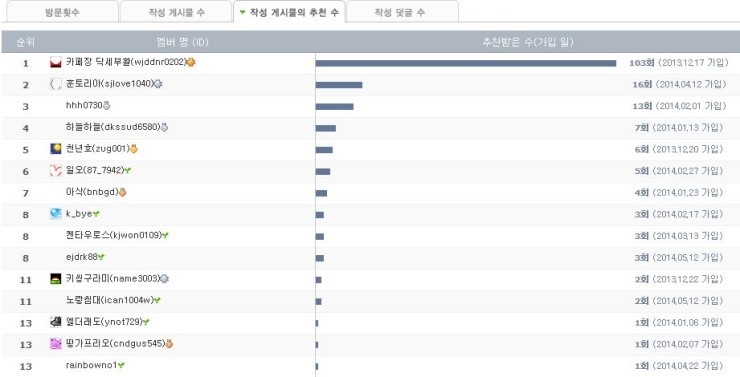 방문횟수 작성 게시물 수 작성 게시물의 추천 수 작성 댓글 수
순위 멤버 명 (ID) 추천받은 수(가입 일)
1 카페장 닥세부활(wjddnr0202) 103회 (2013,12,17 가입)
2 훈토리아(sjlove1040) 16회 (2014,04,12 가입)
3 hhh0730 13회 (2014,02,01 가입)
4 하늘하늘(dkssud6580) 7회 (2014,01,13 가입)
5 천년호(zug001) 6회 (2013,12,20 가입)
6 일오(87_7942) 5회 (2014,02,27 가입)
7 아삭(bnbgd) 4회 (2014,01,23 가입)
8 k_bye 3회 (2014,02,17 가입)
8 켄타우로스(kjwon0109) 3회 (2014,03,13 가입)
8 ejdrk88 3회 (2014,05,12 가입)
11 키씽구라미(name3003) 2회 (2013,12,22 가입)
11 노랑침대(ican1004w) 2회 (2014,05,12 가입)
13 엘더래도(ynot729) 1회 (2014,01,06 가입)
13 띵가프리오(cndgus545) 1회 (2014,02,07 가입)
13 rainbowno1 1회 (2014,04,22 가입)